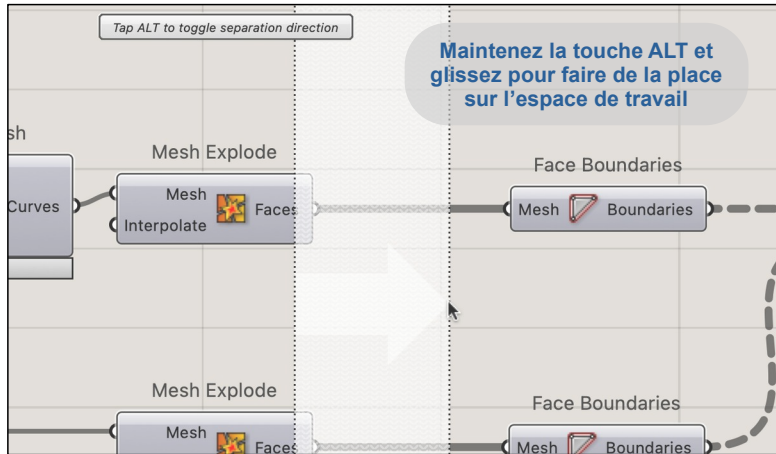 Tap ALT to toggle separation direction
Maintenez la touche ALT et
glissez pour faire de la place
sur l'espace de travail
sh
Mesh Explode
Face Boundaries
Curves
Mesh
Interpolate
Faces
Mesh
Boundaries
Mesh Explode
Face Boundaries
Mesh
Faces
Mesh
Boundaries